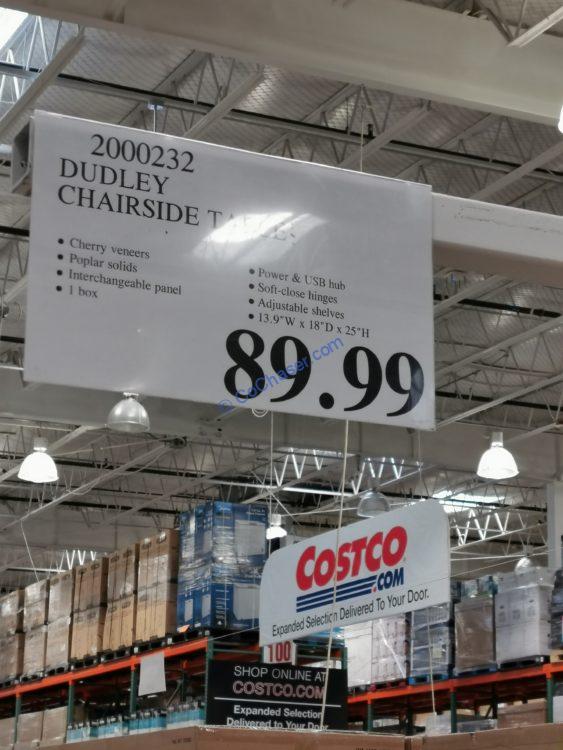 2000232
DUDLEY
CHAIRSIDE TABLE
• Cherry veneers
• Poplar solids
• Interchangeable panel
• 1 box
• Power & USB hub
• Soft-close hinges
• Adjustable shelves
• 13.9"W x 18"D x 25"H
89.99
© CoChaser.com
COSTCO
.COM
Expanded Selection Delivered To Your Door.
100
SHOP ONLINE AT
COSTCO.COM
Expanded Selection
Delivered to Your Door